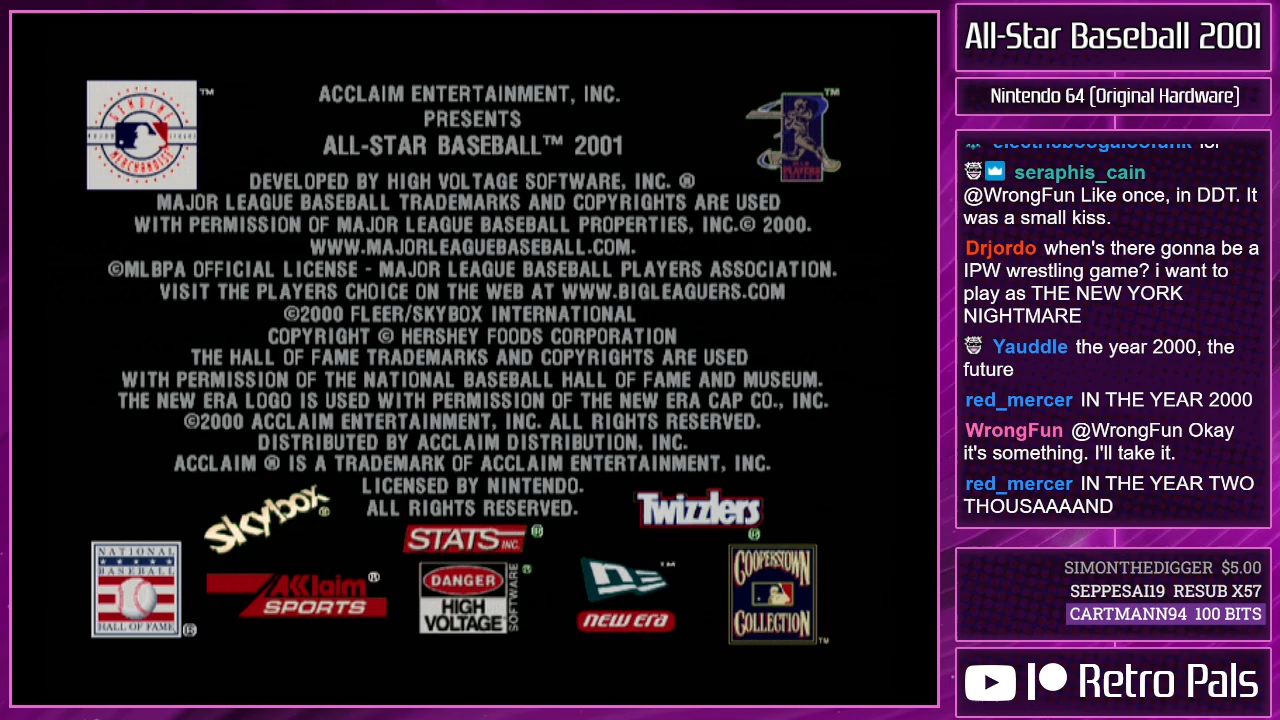 GENUINE
MAJOR LEAGUE
MERCHANDISE
™
ACCLAIM ENTERTAINMENT, INC.
PRESENTS
ALL-STAR BASEBALL™ 2001
™
PLAYERS
DEVELOPED BY HIGH VOLTAGE SOFTWARE, INC. ®
MAJOR LEAGUE BASEBALL TRADEMARKS AND COPYRIGHTS ARE USED
WITH PERMISSION OF MAJOR LEAGUE BASEBALL PROPERTIES, INC.© 2000.
WWW.MAJORLEAGUEBASEBALL.COM.
©MLBPA OFFICIAL LICENSE - MAJOR LEAGUE BASEBALL PLAYERS ASSOCIATION.
VISIT THE PLAYERS CHOICE ON THE WEB AT WWW.BIGLEAGUERS.COM
©2000 FLEER/SKYBOX INTERNATIONAL
COPYRIGHT © HERSHEY FOODS CORPORATION
THE HALL OF FAME TRADEMARKS AND COPYRIGHTS ARE USED
WITH PERMISSION OF THE NATIONAL BASEBALL HALL OF FAME AND MUSEUM.
THE NEW ERA LOGO IS USED WITH PERMISSION OF THE NEW ERA CAP CO., INC.
©2000 ACCLAIM ENTERTAINMENT, INC. ALL RIGHTS RESERVED.
DISTRIBUTED BY ACCLAIM DISTRIBUTION, INC.
ACCLAIM ® IS A TRADEMARK OF ACCLAIM ENTERTAINMENT, INC.
LICENSED BY NINTENDO.
ALL RIGHTS RESERVED.
Skybox ®
Twizzlers ®
STATS INC. ®
NATIONAL
BASEBALL
HALL OF FAME ®
AKKlaim ®
SPORTS
DANGER
HIGH
VOLTAGE
SOFTWARE ®
™
new era
COOPERSTOWN
COLLECTION ™
All-Star Baseball 2001
Nintendo 64 (Original Hardware)
seraphis_cain
@WrongFun Like once, in DDT. It
was a small kiss.
Drjordo when's there gonna be a
IPW wrestling game? i want to
play as THE NEW YORK
NIGHTMARE
Yauddle the year 2000, the
future
red_mercer IN THE YEAR 2000
WrongFun @WrongFun Okay
it's something. I'll take it.
red_mercer IN THE YEAR TWO
THOUSAAAAND
SIMONTHEDIGGER $5.00
SEPPESAI19 RESUB X57
CARTMANN94 100 BITS
Retro Pals